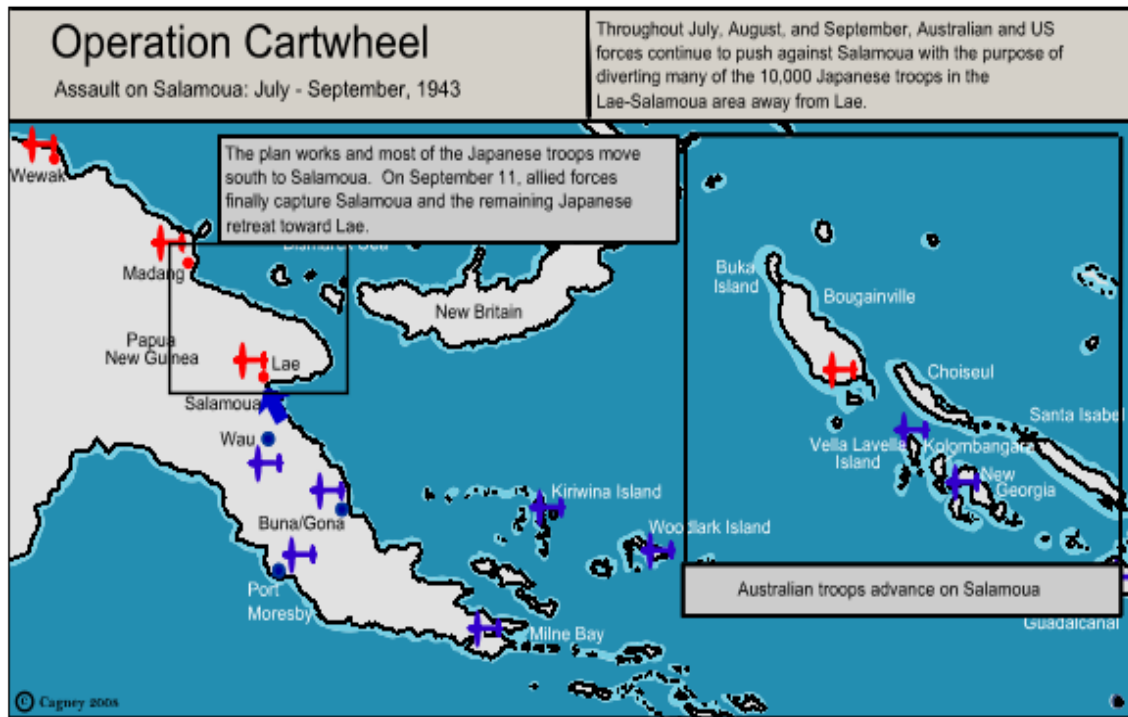 Operation Cartwheel
Assault on Salamoua: July - September, 1943
Throughout July, August, and September, Australian and US
forces continue to push against Salamoua with the purpose of
diverting many of the 10,000 Japanese troops in the
Lae-Salamoua area away from Lae.
The plan works and most of the Japanese troops move
south to Salamoua. On September 11, allied forces
finally capture Salamoua and the remaining Japanese
retreat toward Lae.
Wewak
Bismarck Sea
Madang
New Britain
Papua
New Guinea
Lae
Salamoua
Wau
Buna/Gona
Port
Moresby
Kiriwina Island
Woodlark Island
Milne Bay
Buka
Island
Bougainville
Choiseul
Santa Isabel
Vella Lavella
Island
Kolombangara
New
Georgia
Australian troops advance on Salamoua
Guadalcanal
© Cagney 2008